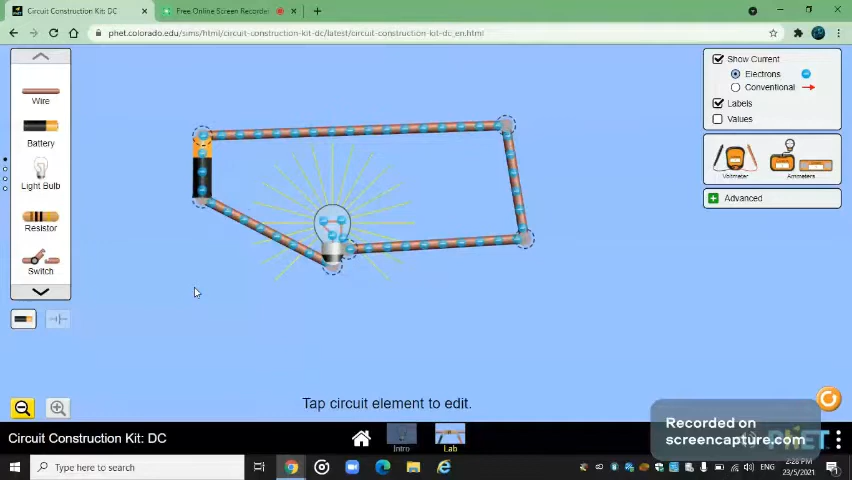 Circuit Construction Kit: DC
Free Online Screen Recorder
phet.colorado.edu/sims/html/circuit-construction-kit-dc/latest/circuit-construction-kit-dc_en.html
Wire
Battery
Light Bulb
Resistor
Switch
Show Current
Electrons
Conventional
Labels
Values
Voltmeter
Ammeters
Advanced
Tap circuit element to edit.
Recorded on
screencapture.com
Circuit Construction Kit: DC
Intro
Lab
PhET
Type here to search
ENG
2:28 PM
23/5/2021